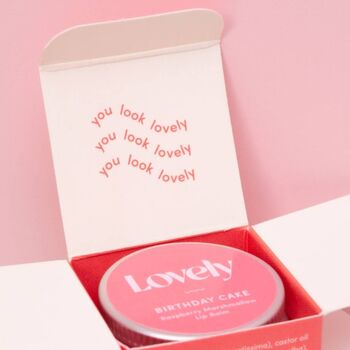 you look lovely
you look lovely
you look lovely
Lovely
BIRTHDAY CAKE
Raspberry Marshmallow
Lip Balm
castor oil